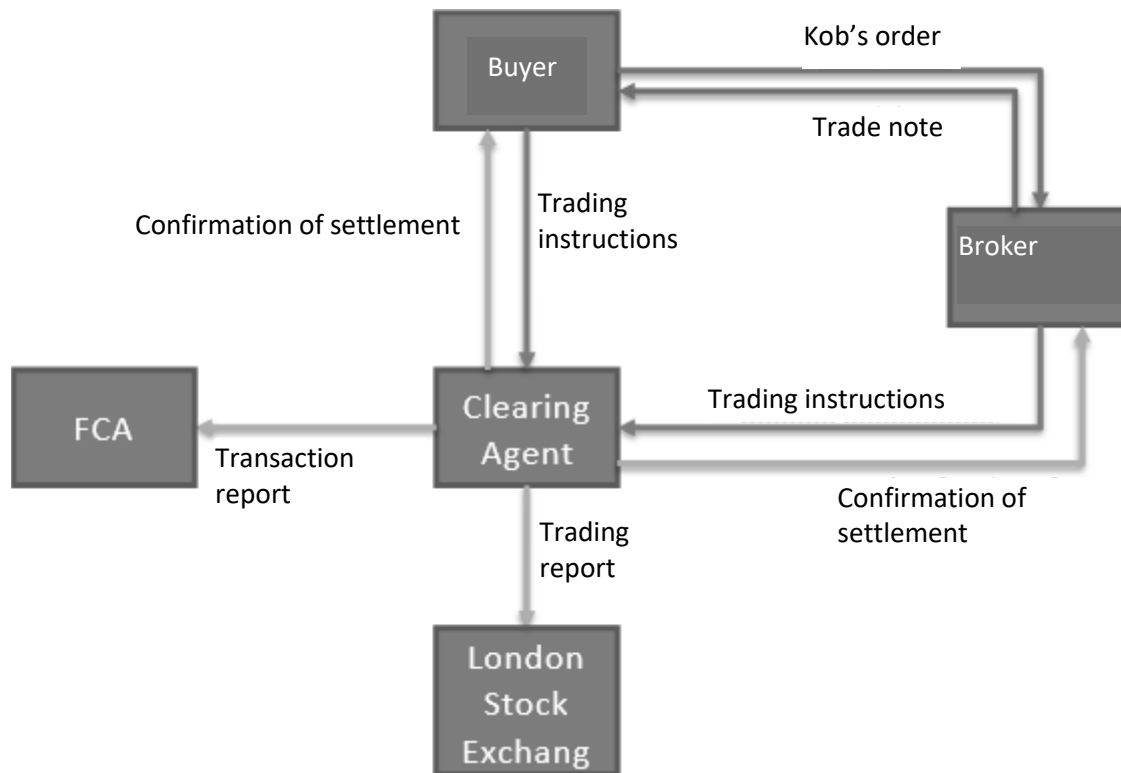 Kob's order
Buyer
Trade note
Confirmation of settlement
Trading
instructions
Broker
FCA
Clearing
Agent
Trading instructions
Transaction
report
Confirmation of
settlement
Trading
report
London
Stock
Exchang